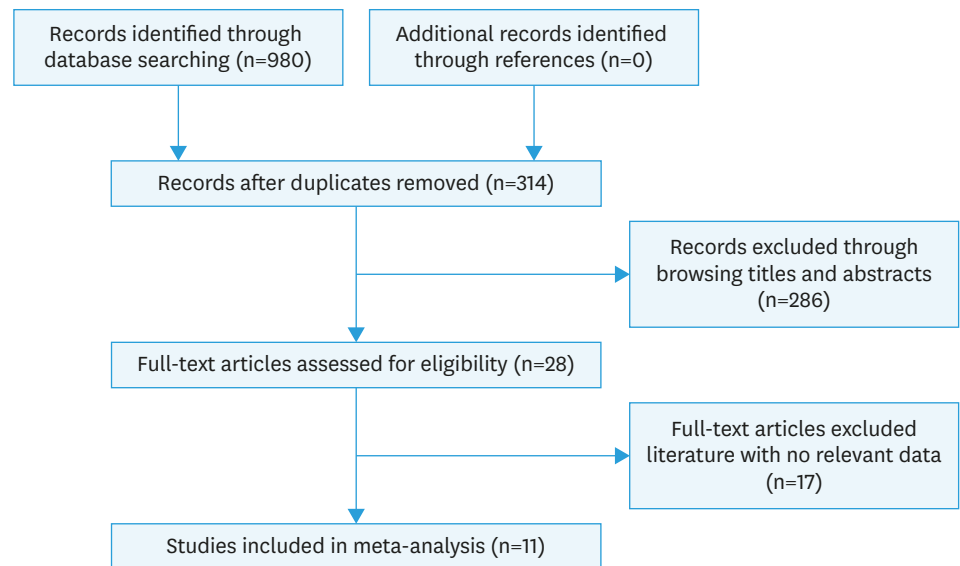 Records identified through
database searching (n=980)
Additional records identified
through references (n=0)
Records after duplicates removed (n=314)
Records excluded through
browsing titles and abstracts
(n=286)
Full-text articles assessed for eligibility (n=28)
Full-text articles excluded
literature with no relevant data
(n=17)
Studies included in meta-analysis (n=11)